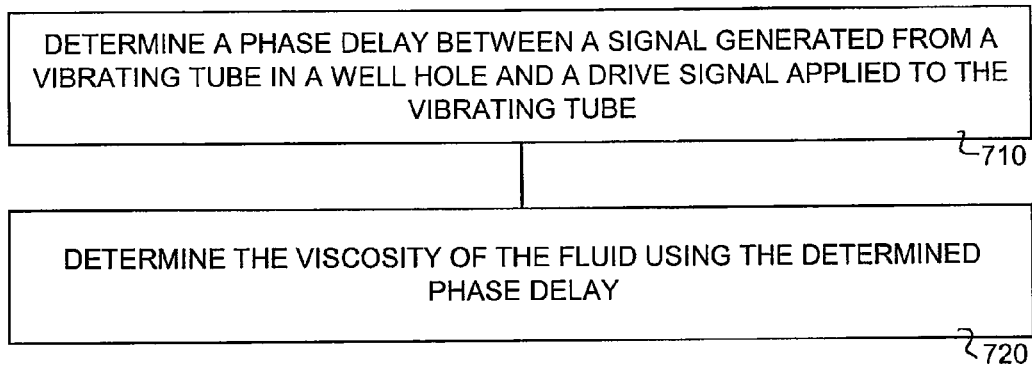 DETERMINE A PHASE DELAY BETWEEN A SIGNAL GENERATED FROM A
VIBRATING TUBE IN A WELL HOLE AND A DRIVE SIGNAL APPLIED TO THE
VIBRATING TUBE
710
DETERMINE THE VISCOSITY OF THE FLUID USING THE DETERMINED
PHASE DELAY
720